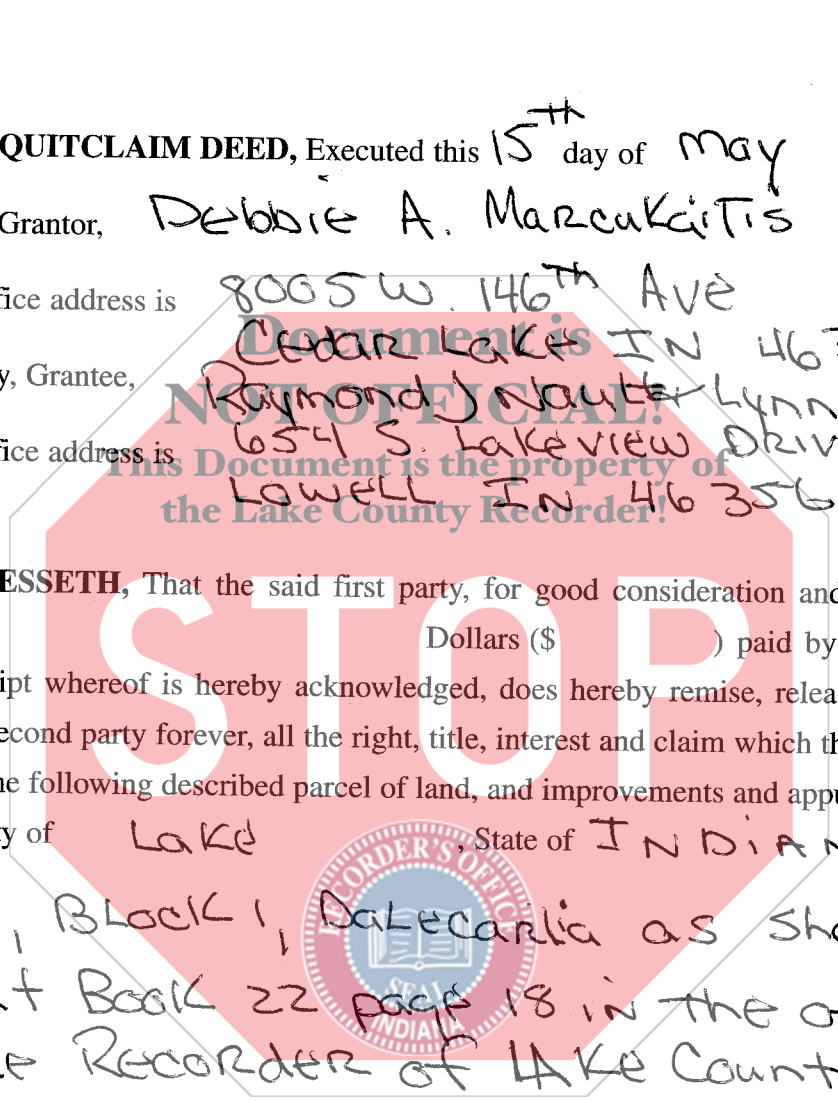 QUITCLAIM DEED, Executed this 15th day of May
Grantor, Debbie A. Marcukaitis
fice address is 8005 W. 146th Ave
Cedar Lake IN 46
y, Grantee, Raymond J Nauter Lynn
fice address is 654 S. Lakeview Driv
Lowell IN 46356
Document is
NOT OFFICIAL!
This Document is the property of
the Lake County Recorder!
ESSETH, That the said first party, for good consideration and
Dollars ($ ) paid by
ipt whereof is hereby acknowledged, does hereby remise, relea
econd party forever, all the right, title, interest and claim which th
e following described parcel of land, and improvements and appu
y of Lake , State of INDIAN
, Block 1, Dalecarlia as Sho
t Book 22 page 18 in the o
e Recorder of Lake Count
STOP
RECORDER'S OFFICE
SEAL
INDIANA